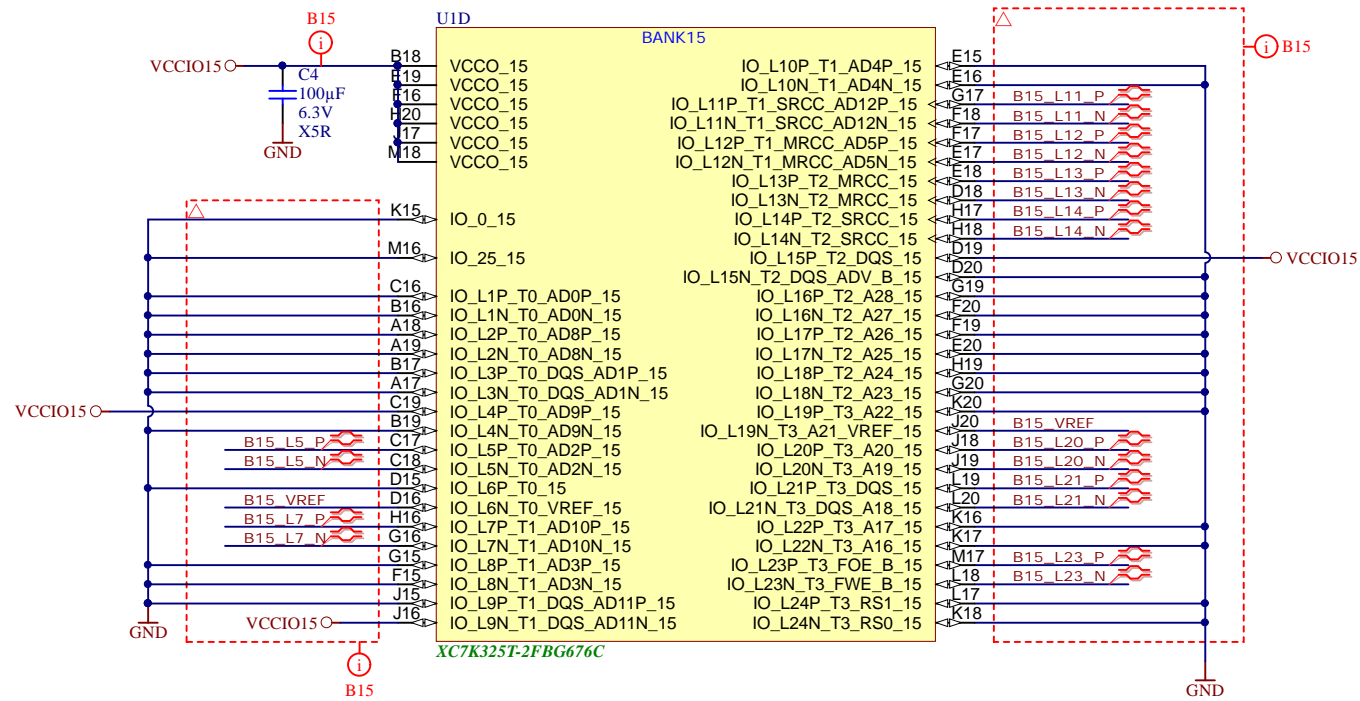 B15
i
U1D
BANK15
VCCIO15
C4
100µF
6.3V
X5R
GND
B18 VCCO_15
E19 VCCO_15
F16 VCCO_15
H20 VCCO_15
J17 VCCO_15
M18 VCCO_15
K15 IO_0_15
M16 IO_25_15
C16 IO_L1P_T0_AD0P_15
B16 IO_L1N_T0_AD0N_15
A18 IO_L2P_T0_AD8P_15
A19 IO_L2N_T0_AD8N_15
B17 IO_L3P_T0_DQS_AD1P_15
A17 IO_L3N_T0_DQS_AD1N_15
VCCIO15 C19 IO_L4P_T0_AD9P_15
B19 IO_L4N_T0_AD9N_15
B15_L5_P C17 IO_L5P_T0_AD2P_15
B15_L5_N C18 IO_L5N_T0_AD2N_15
D15 IO_L6P_T0_15
B15_VREF D16 IO_L6N_T0_VREF_15
B15_L7_P H16 IO_L7P_T1_AD10P_15
B15_L7_N G16 IO_L7N_T1_AD10N_15
G15 IO_L8P_T1_AD3P_15
F15 IO_L8N_T1_AD3N_15
J15 IO_L9P_T1_DQS_AD11P_15
VCCIO15 J16 IO_L9N_T1_DQS_AD11N_15
GND
i
B15
XC7K325T-2FBG676C
IO_L10P_T1_AD4P_15 E15
IO_L10N_T1_AD4N_15 E16
IO_L11P_T1_SRCC_AD12P_15 G17 B15_L11_P
IO_L11N_T1_SRCC_AD12N_15 F18 B15_L11_N
IO_L12P_T1_MRCC_AD5P_15 F17 B15_L12_P
IO_L12N_T1_MRCC_AD5N_15 E17 B15_L12_N
IO_L13P_T2_MRCC_15 E18 B15_L13_P
IO_L13N_T2_MRCC_15 D18 B15_L13_N
IO_L14P_T2_SRCC_15 H17 B15_L14_P
IO_L14N_T2_SRCC_15 H18 B15_L14_N
IO_L15P_T2_DQS_15 D19 VCCIO15
IO_L15N_T2_DQS_ADV_B_15 D20
IO_L16P_T2_A28_15 G19
IO_L16N_T2_A27_15 F20
IO_L17P_T2_A26_15 F19
IO_L17N_T2_A25_15 E20
IO_L18P_T2_A24_15 H19
IO_L18N_T2_A23_15 G20
IO_L19P_T3_A22_15 K20
IO_L19N_T3_A21_VREF_15 J20 B15_VREF
IO_L20P_T3_A20_15 J18 B15_L20_P
IO_L20N_T3_A19_15 J19 B15_L20_N
IO_L21P_T3_DQS_15 L19 B15_L21_P
IO_L21N_T3_DQS_A18_15 L20 B15_L21_N
IO_L22P_T3_A17_15 K16
IO_L22N_T3_A16_15 K17
IO_L23P_T3_FOE_B_15 M17 B15_L23_P
IO_L23N_T3_FWE_B_15 L18 B15_L23_N
IO_L24P_T3_RS1_15 L17
IO_L24N_T3_RS0_15 K18
i B15
GND